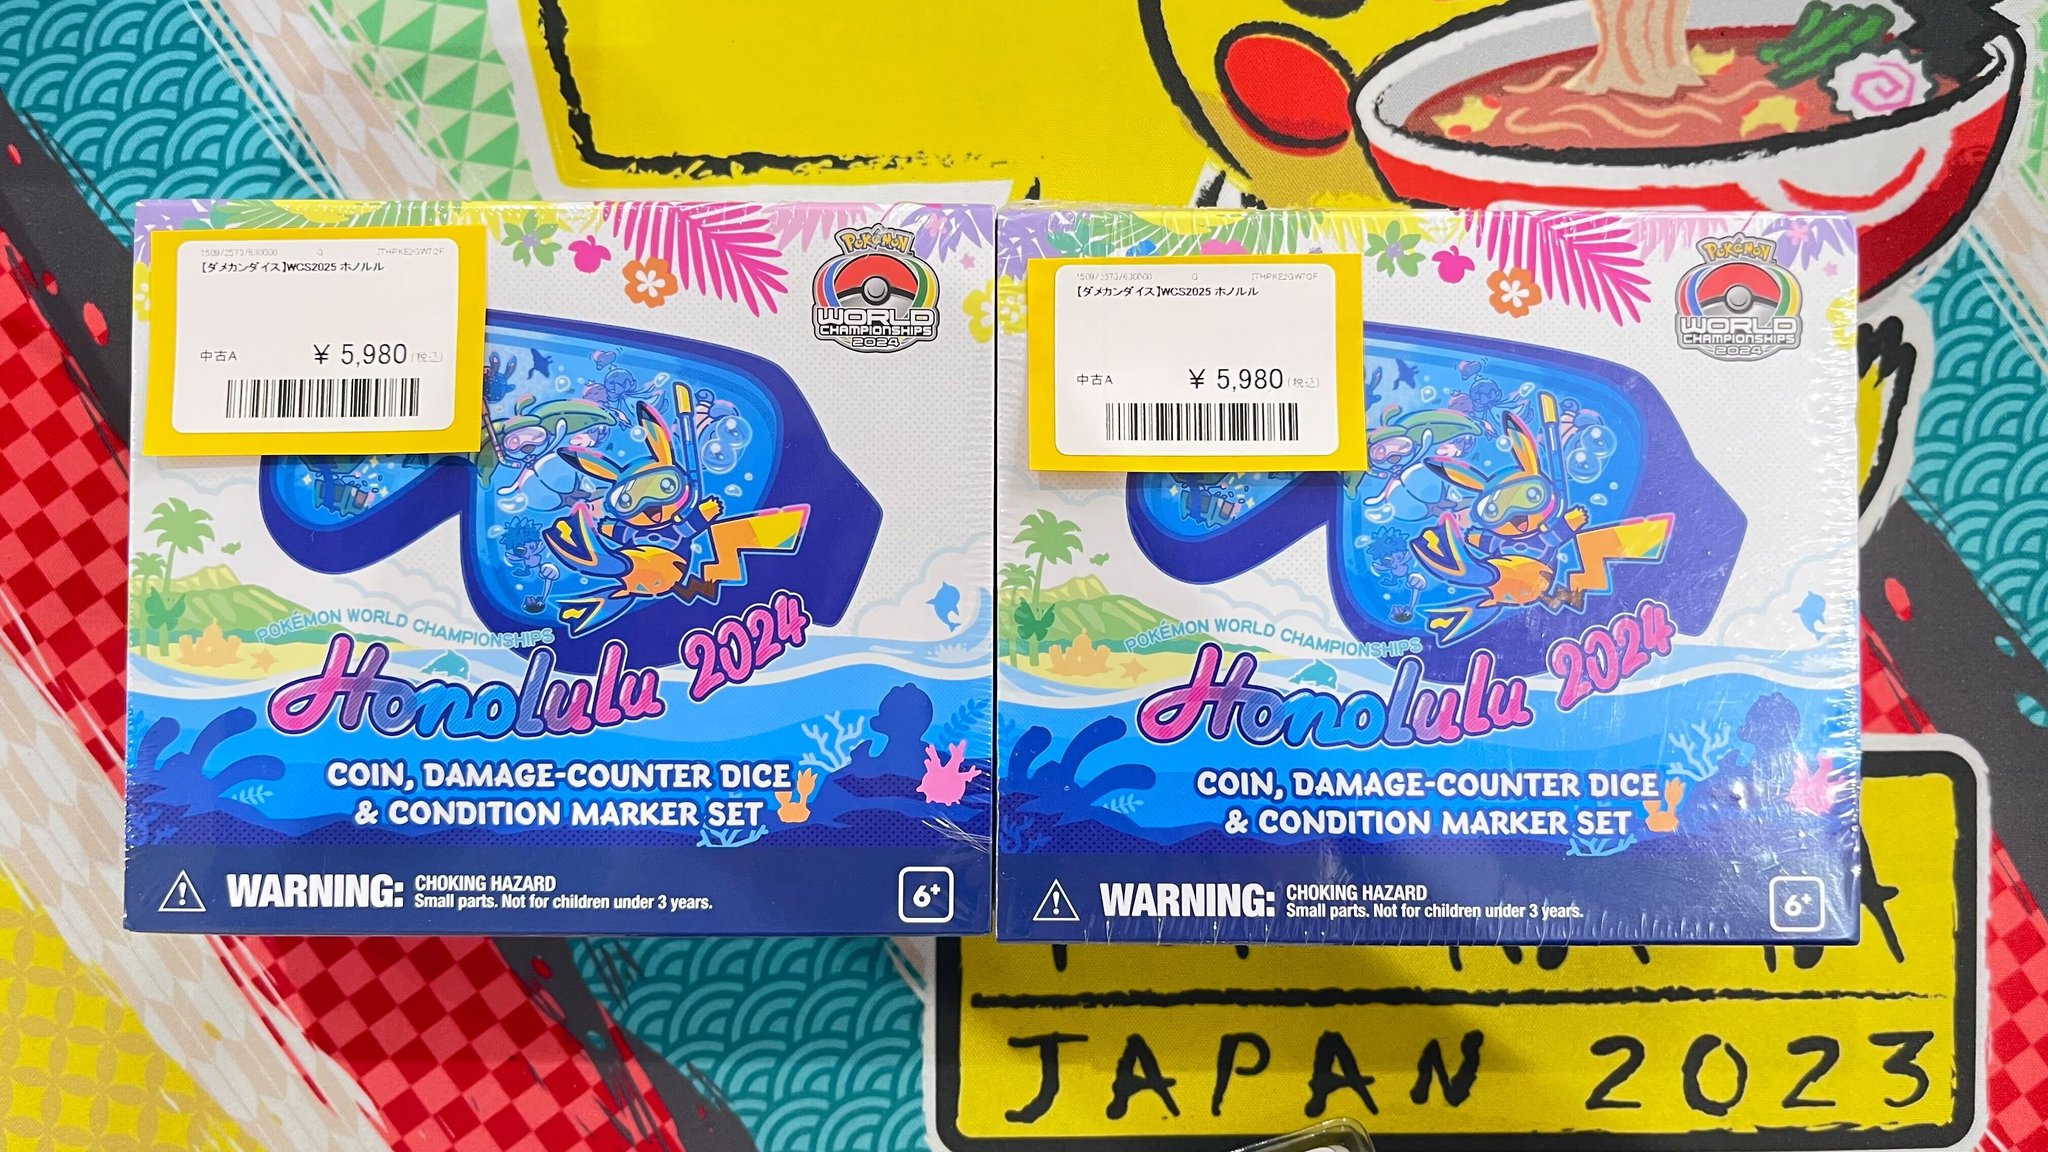 【ダメカンダイス】WCS2025 ホノルル
中古A ¥ 5,980(税込)
POKéMON
WORLD
CHAMPIONSHIPS
2024
POKÉMON WORLD CHAMPIONSHIPS
Honolulu 2024
COIN, DAMAGE-COUNTER DICE
& CONDITION MARKER SET
WARNING: CHOKING HAZARD
Small parts. Not for children under 3 years.
6+
【ダメカンダイス】WCS2025 ホノルル
中古A ¥ 5,980(税込)
POKéMON
WORLD
CHAMPIONSHIPS
2024
POKÉMON WORLD CHAMPIONSHIPS
Honolulu 2024
COIN, DAMAGE-COUNTER DICE
& CONDITION MARKER SET
WARNING: CHOKING HAZARD
Small parts. Not for children under 3 years.
6+
JAPAN 2023